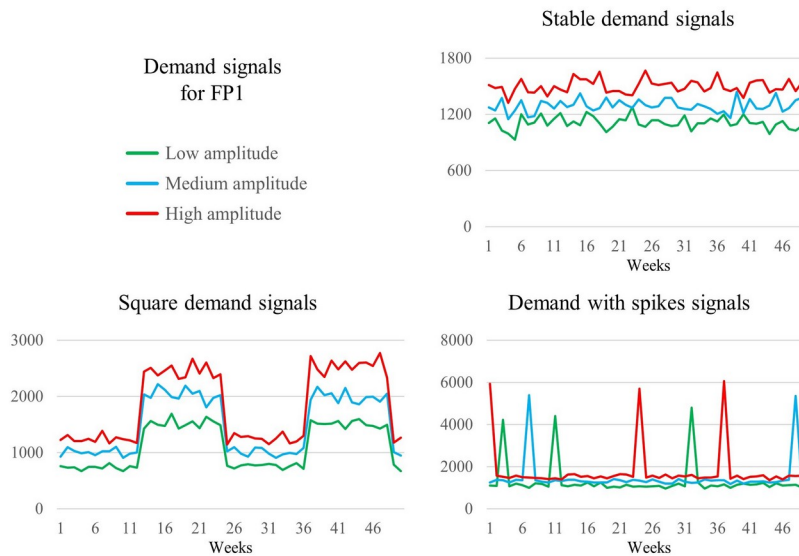 Demand signals
for FP1
Low amplitude
Medium amplitude
High amplitude
Stable demand signals
1800
1200
600
0
1 6 11 16 21 26 31 36 41 46
Weeks
Square demand signals
3000
2000
1000
0
1 6 11 16 21 26 31 36 41 46
Weeks
Demand with spikes signals
8000
6000
4000
2000
0
1 6 11 16 21 26 31 36 41 46
Weeks